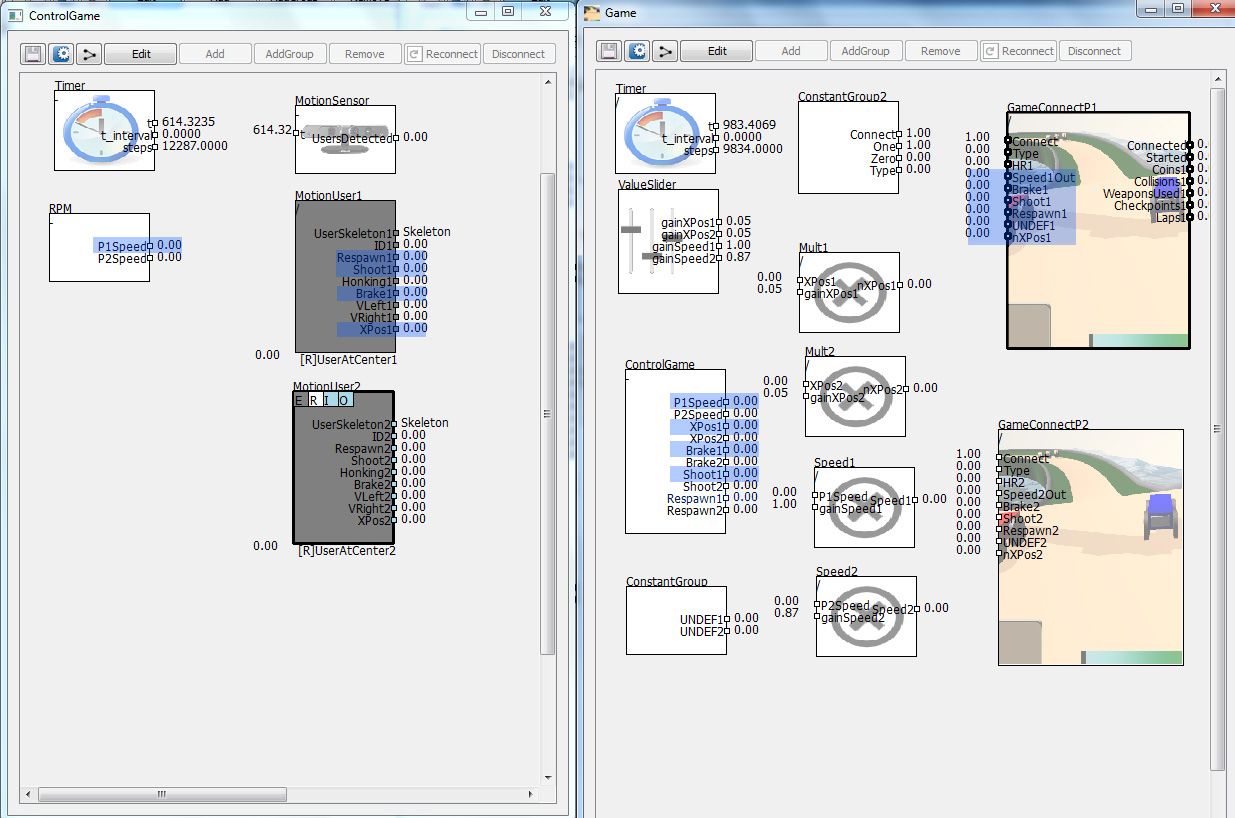 ControlGame
Edit
Add
AddGroup
Remove
Reconnect
Disconnect
Timer
t
614.3235
t_interval
0.0000
steps
12287.0000
MotionSensor
614.32
t
UsersDetected
0.00
RPM
P1Speed 0.00
P2Speed 0.00
MotionUser1
UserSkeleton1 Skeleton
ID1 0.00
Respawn1 0.00
Shoot1 0.00
Honking1 0.00
Brake1 0.00
VLeft1 0.00
VRight1 0.00
XPos1 0.00
0.00
[R]UserAtCenter1
MotionUser2
E R I O
UserSkeleton2 Skeleton
ID2 0.00
Respawn2 0.00
Shoot2 0.00
Honking2 0.00
Brake2 0.00
VLeft2 0.00
VRight2 0.00
XPos2 0.00
0.00
[R]UserAtCenter2
Game
Edit
Add
AddGroup
Remove
Reconnect
Disconnect
Timer
t
983.4069
t_interval
0.0000
steps
9834.0000
ConstantGroup2
Connect 1.00
One 1.00
Zero 0.00
Type 0.00
GameConnectP1
1.00 Connect
0.00 Type
0.00 HR1
0.00 Speed1Out
0.00 Brake1
0.00 Shoot1
0.00 Respawn1
0.00 UNDEF1
0.00 nXPos1
Connected 0.
Started 0.
Coins1 0.
Collisions1 0.
WeaponsUsed1 0.
Checkpoints1 0.
Laps1 0.
ValueSlider
gainXPos1 0.05
gainXPos2 0.05
gainSpeed1 1.00
gainSpeed2 0.87
Mult1
0.00 XPos1
0.05 gainXPos1
nXPos1 0.00
Mult2
0.00 XPos2
0.05 gainXPos2
nXPos2 0.00
ControlGame
P1Speed 0.00
P2Speed 0.00
XPos1 0.00
XPos2 0.00
Brake1 0.00
Brake2 0.00
Shoot1 0.00
Shoot2 0.00
Respawn1 0.00
Respawn2 0.00
Speed1
0.00 P1Speed
1.00 gainSpeed1
Speed1 0.00
GameConnectP2
1.00 Connect
0.00 Type
0.00 HR2
0.00 Speed2Out
0.00 Brake2
0.00 Shoot2
0.00 Respawn2
0.00 UNDEF2
0.00 nXPos2
ConstantGroup
UNDEF1 0.00
UNDEF2 0.00
Speed2
0.00 P2Speed
0.87 gainSpeed2
Speed2 0.00